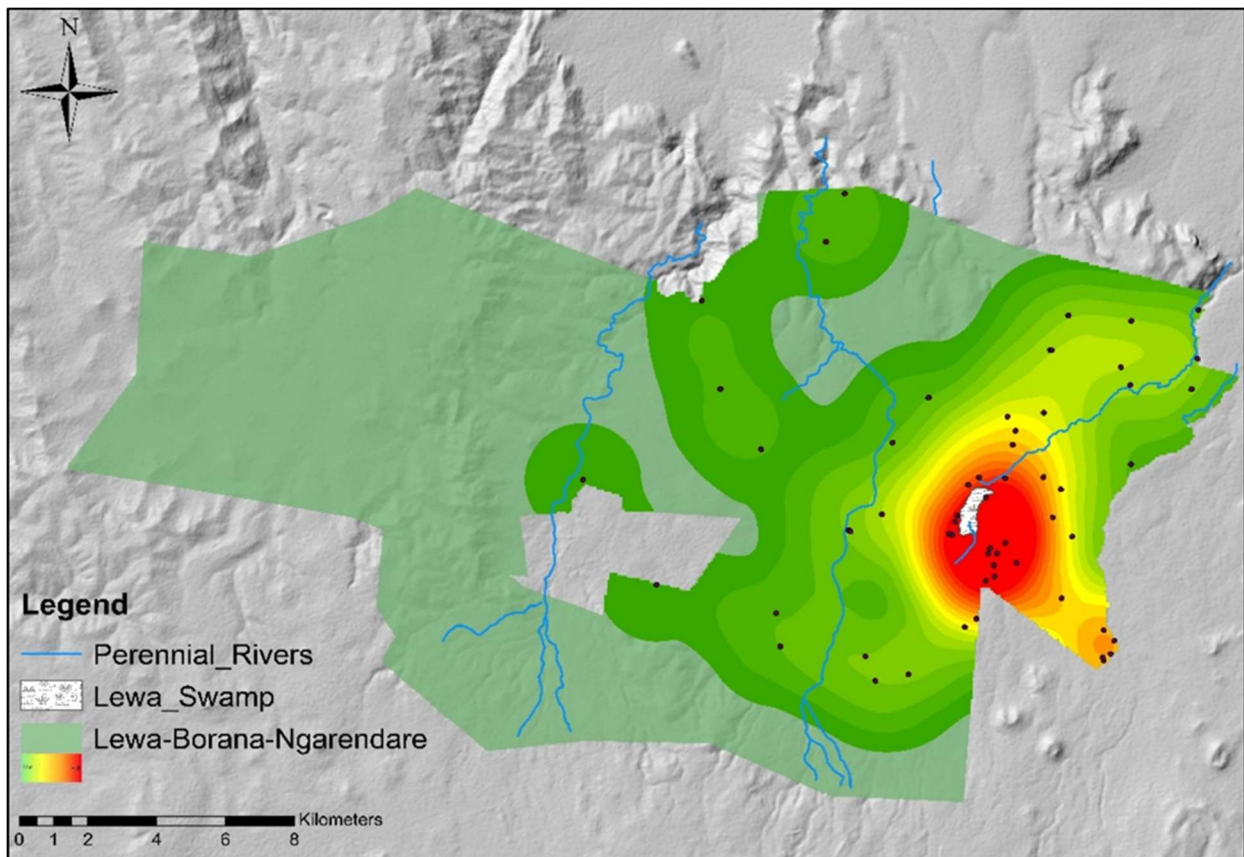 N
Legend
Perennial_Rivers
Lewa_Swamp
Lewa-Borana-Ngarendare
Kilometers
0 1 2 4 6 8